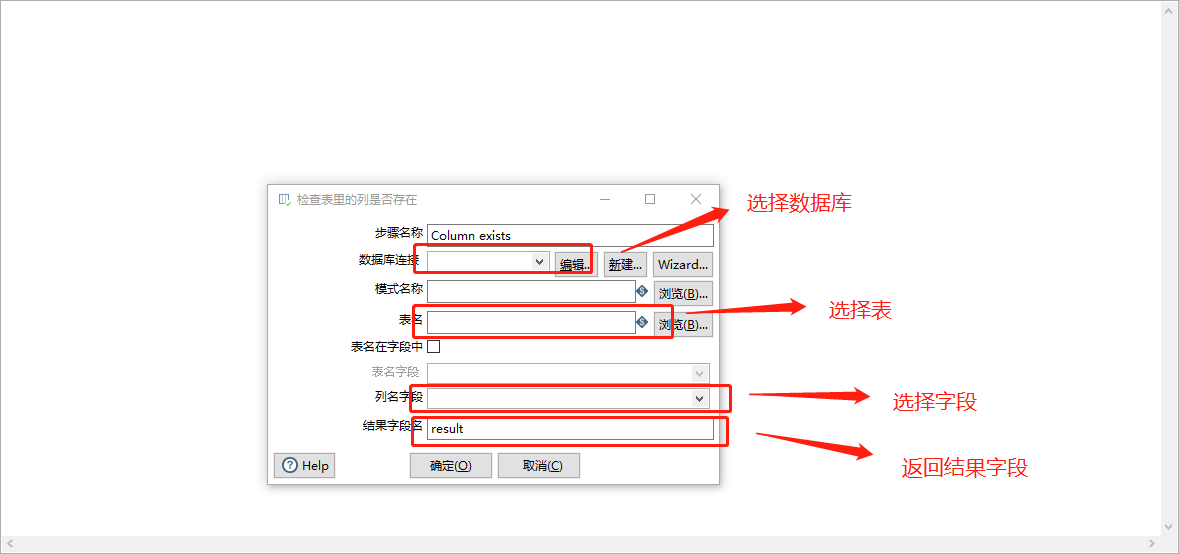 检查表里的列是否存在
步骤名称 Column exists
选择数据库
数据库连接 编辑... 新建... Wizard...
模式名称 浏览(B)...
表名 浏览(B)...
选择表
表名在字段中
表名字段
列名字段
选择字段
结果字段名 result
返回结果字段
Help 确定(O) 取消(C)